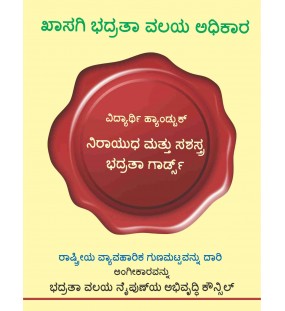 ಖಾಸಗಿ ಭದ್ರತಾ ವಲಯ ಅಧಿಕಾರ
ವಿದ್ಯಾರ್ಥಿ ಹ್ಯಾಂಡ್ಬುಕ್
ನಿರಾಯುಧ ಮತ್ತು ಸಶಸ್ತ್ರ
ಭದ್ರತಾ ಗಾರ್ಡ್ಸ್
ರಾಷ್ಟ್ರೀಯ ವ್ಯಾವಹಾರಿಕ ಗುಣಮಟ್ಟವನ್ನು ದಾರಿ
ಅಂಗೀಕಾರವನ್ನು
ಭದ್ರತಾ ವಲಯ ನೈಪುಣ್ಯ ಅಭಿವೃದ್ಧಿ ಕೌನ್ಸಿಲ್